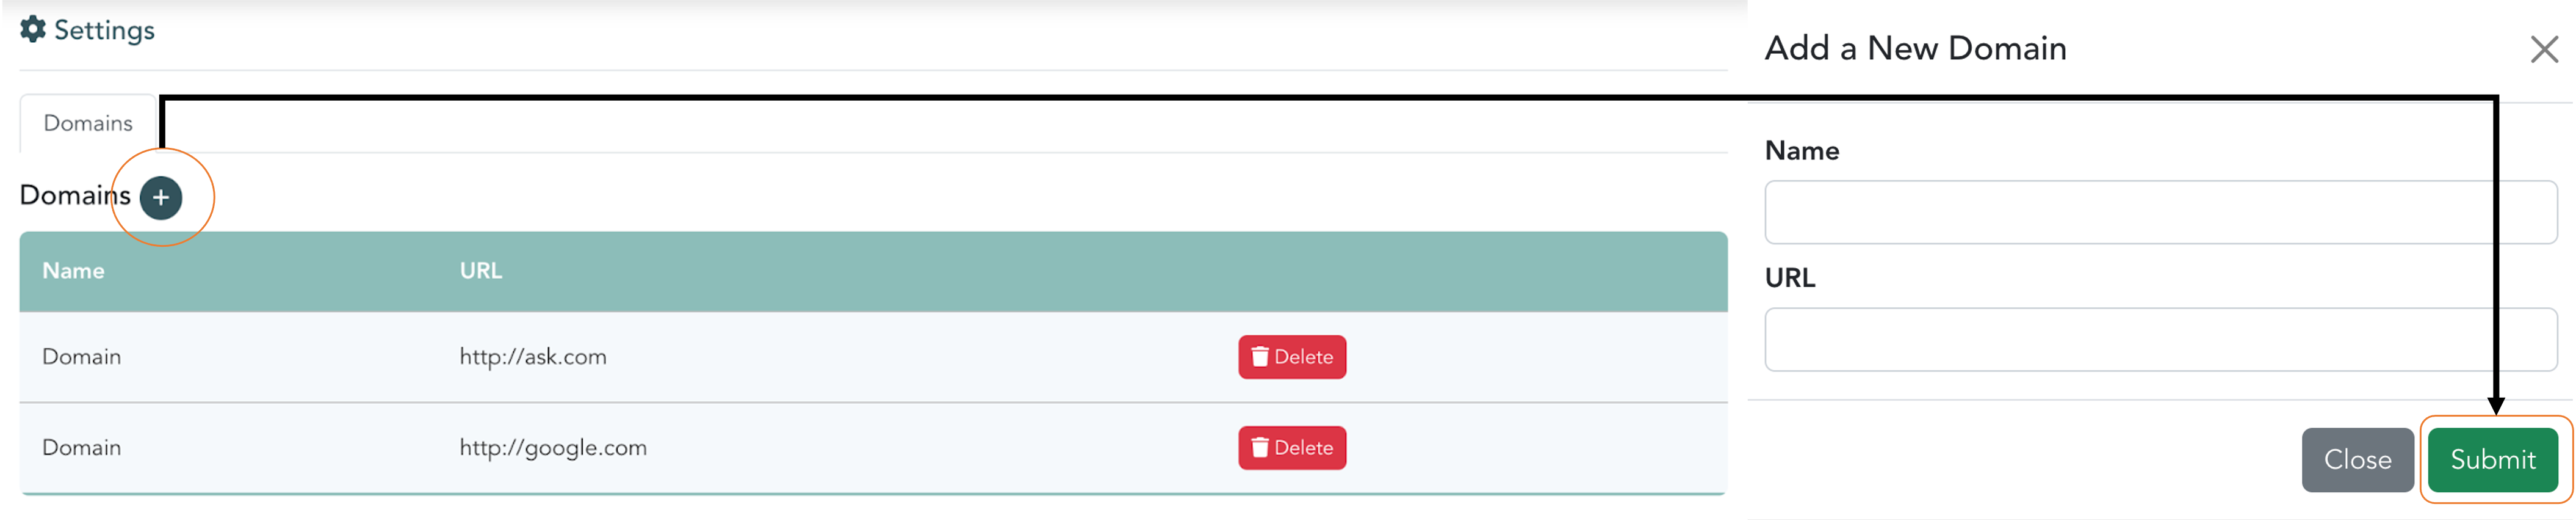 Settings
Domains
Domains +
Name URL
Domain http://ask.com Delete
Domain http://google.com Delete
Add a New Domain
Name
URL
Close Submit